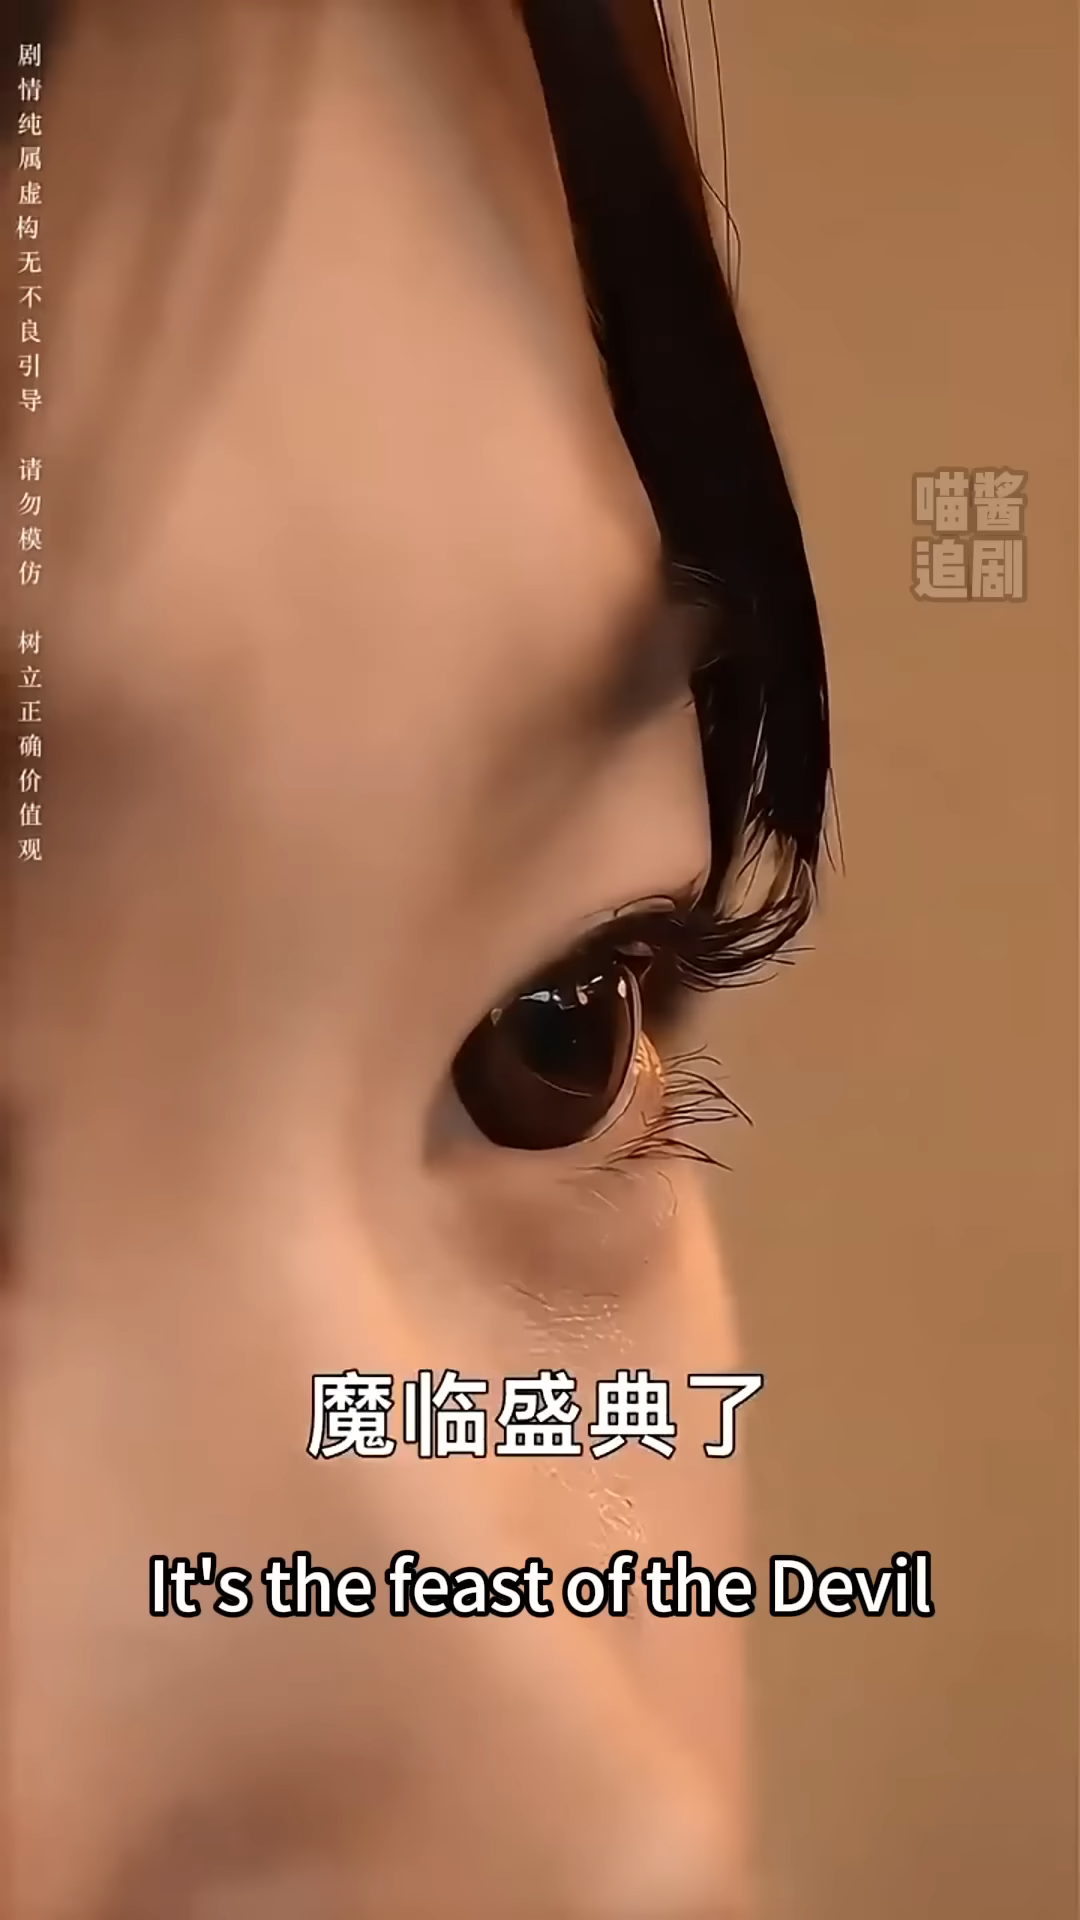 剧情纯属虚构无不良引导 请勿模仿 树立正确价值观
喵酱
追剧
魔临盛典了
It's the feast of the Devil